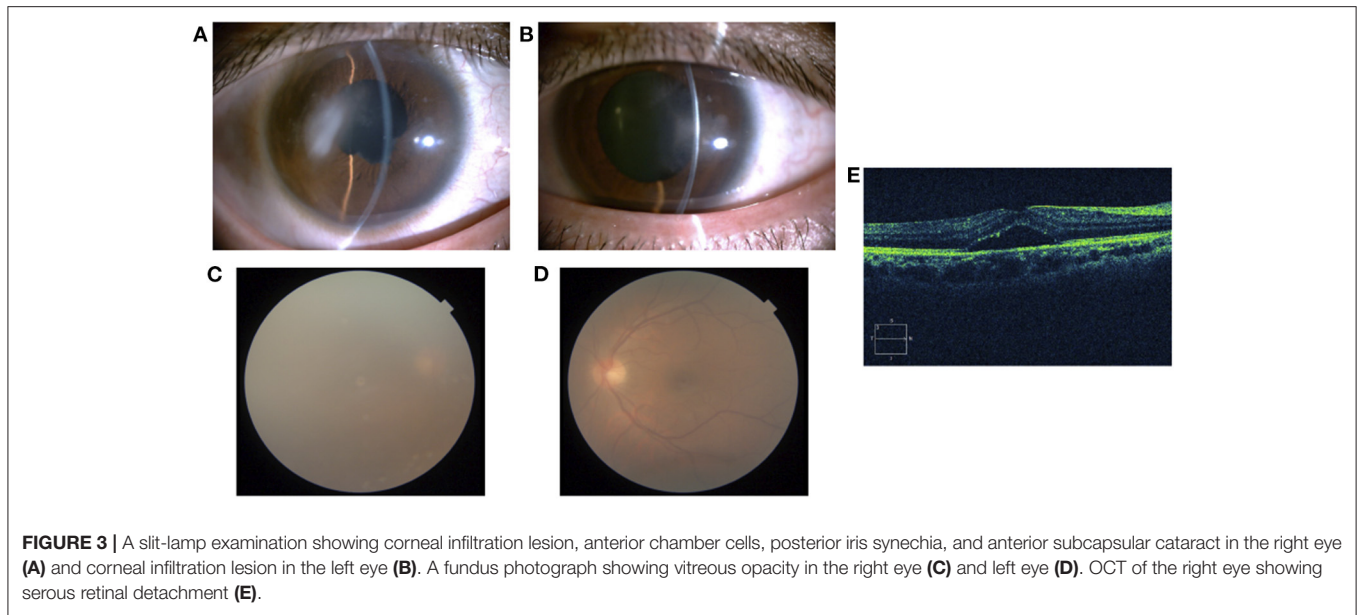 A
B
C
D
E
FIGURE 3 | A slit-lamp examination showing corneal infiltration lesion, anterior chamber cells, posterior iris synechia, and anterior subcapsular cataract in the right eye
(A) and corneal infiltration lesion in the left eye (B). A fundus photograph showing vitreous opacity in the right eye (C) and left eye (D). OCT of the right eye showing
serous retinal detachment (E).